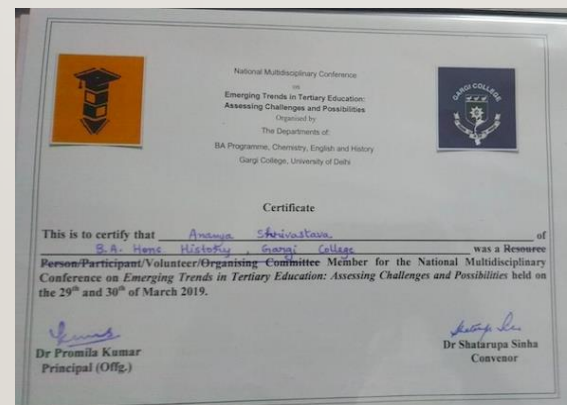 National Multidisciplinary Conference
on
Emerging Trends in Tertiary Education:
Assessing Challenges and Possibilities
Organised by
The Departments of:
BA Programme, Chemistry, English and History
Gargi College, University of Delhi
GARGI COLLEGE
Certificate
This is to certify that Ananya Shrivastava of
B.A. Hons History, Gargi College was a Resource
Person/Participant/Volunteer/Organising Committee Member for the National Multidisciplinary
Conference on Emerging Trends in Tertiary Education: Assessing Challenges and Possibilities held on
the 29th and 30th of March 2019.
Dr Promila Kumar
Principal (Offg.)
Dr Shatarupa Sinha
Convenor